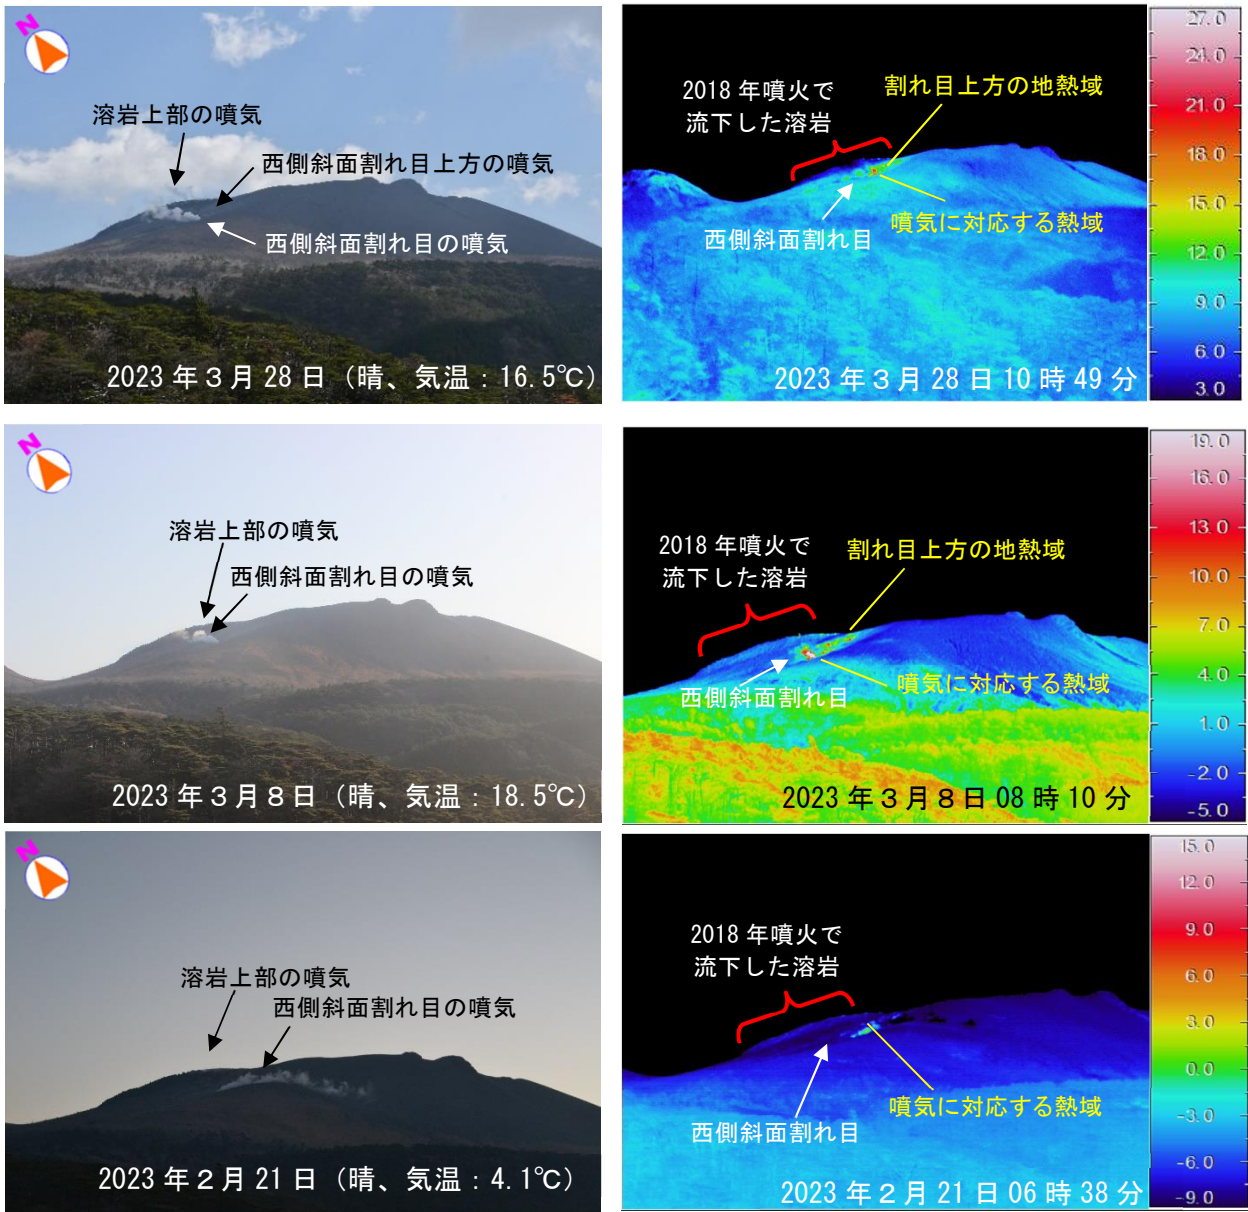 N
溶岩上部の噴気
西側斜面割れ目上方の噴気
西側斜面割れ目の噴気
2023 年３月 28 日（晴、気温：16.5℃）
2018 年噴火で
流下した溶岩
割れ目上方の地熱域
西側斜面割れ目
噴気に対応する熱域
2023 年３月 28 日 10 時 49 分
27.0
24.0
21.0
18.0
15.0
12.0
9.0
6.0
3.0
N
溶岩上部の噴気
西側斜面割れ目の噴気
2023 年３月８日（晴、気温：18.5℃）
2018 年噴火で
流下した溶岩
割れ目上方の地熱域
西側斜面割れ目
噴気に対応する熱域
2023 年３月８日 08 時 10 分
19.0
16.0
13.0
10.0
7.0
4.0
1.0
-2.0
-5.0
N
溶岩上部の噴気
西側斜面割れ目の噴気
2023 年２月 21 日（晴、気温：4.1℃）
2018 年噴火で
流下した溶岩
噴気に対応する熱域
西側斜面割れ目
2023 年２月 21 日 06 時 38 分
15.0
12.0
9.0
6.0
3.0
0.0
-3.0
-6.0
-9.0